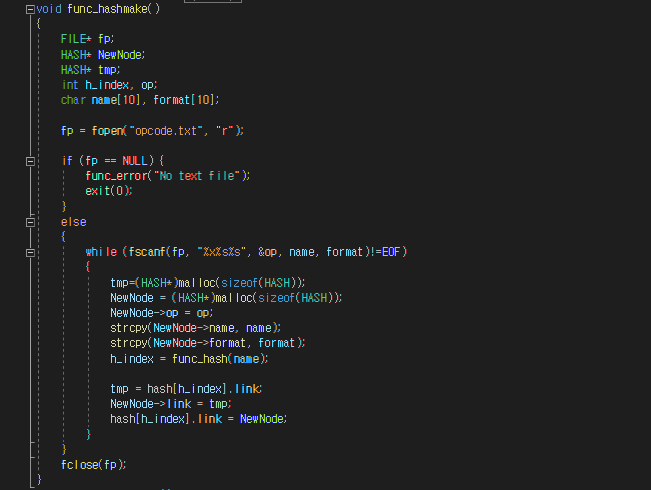 void func_hashmake()
{
FILE* fp;
HASH* NewNode;
HASH* tmp;
int h_index, op;
char name[10], format[10];
fp = fopen("opcode.txt", "r");
if (fp == NULL) {
func_error("No text file");
exit(0);
}
else
{
while (fscanf(fp, "%x%s%s", &op, name, format)!=EOF)
{
tmp=(HASH*)malloc(sizeof(HASH));
NewNode = (HASH*)malloc(sizeof(HASH));
NewNode->op = op;
strcpy(NewNode->name, name);
strcpy(NewNode->format, format);
h_index = func_hash(name);
tmp = hash[h_index].link;
NewNode->link = tmp;
hash[h_index].link = NewNode;
}
}
fclose(fp);
}